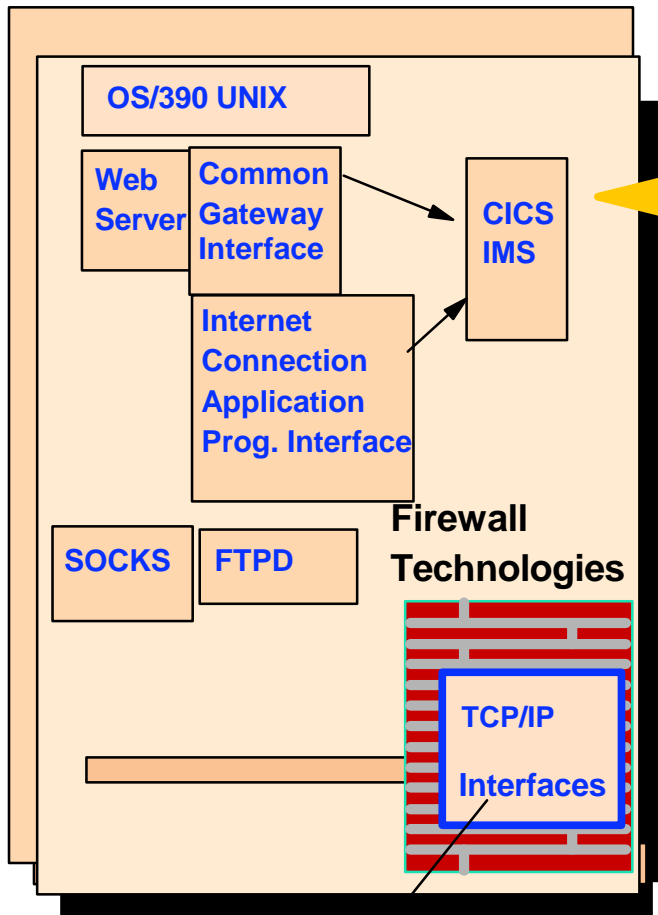 OS/390 UNIX
Web
Server
Common
Gateway
Interface
CICS
IMS
Internet
Connection
Application
Prog. Interface
SOCKS
FTPD
Firewall
Technologies
TCP/IP
Interfaces